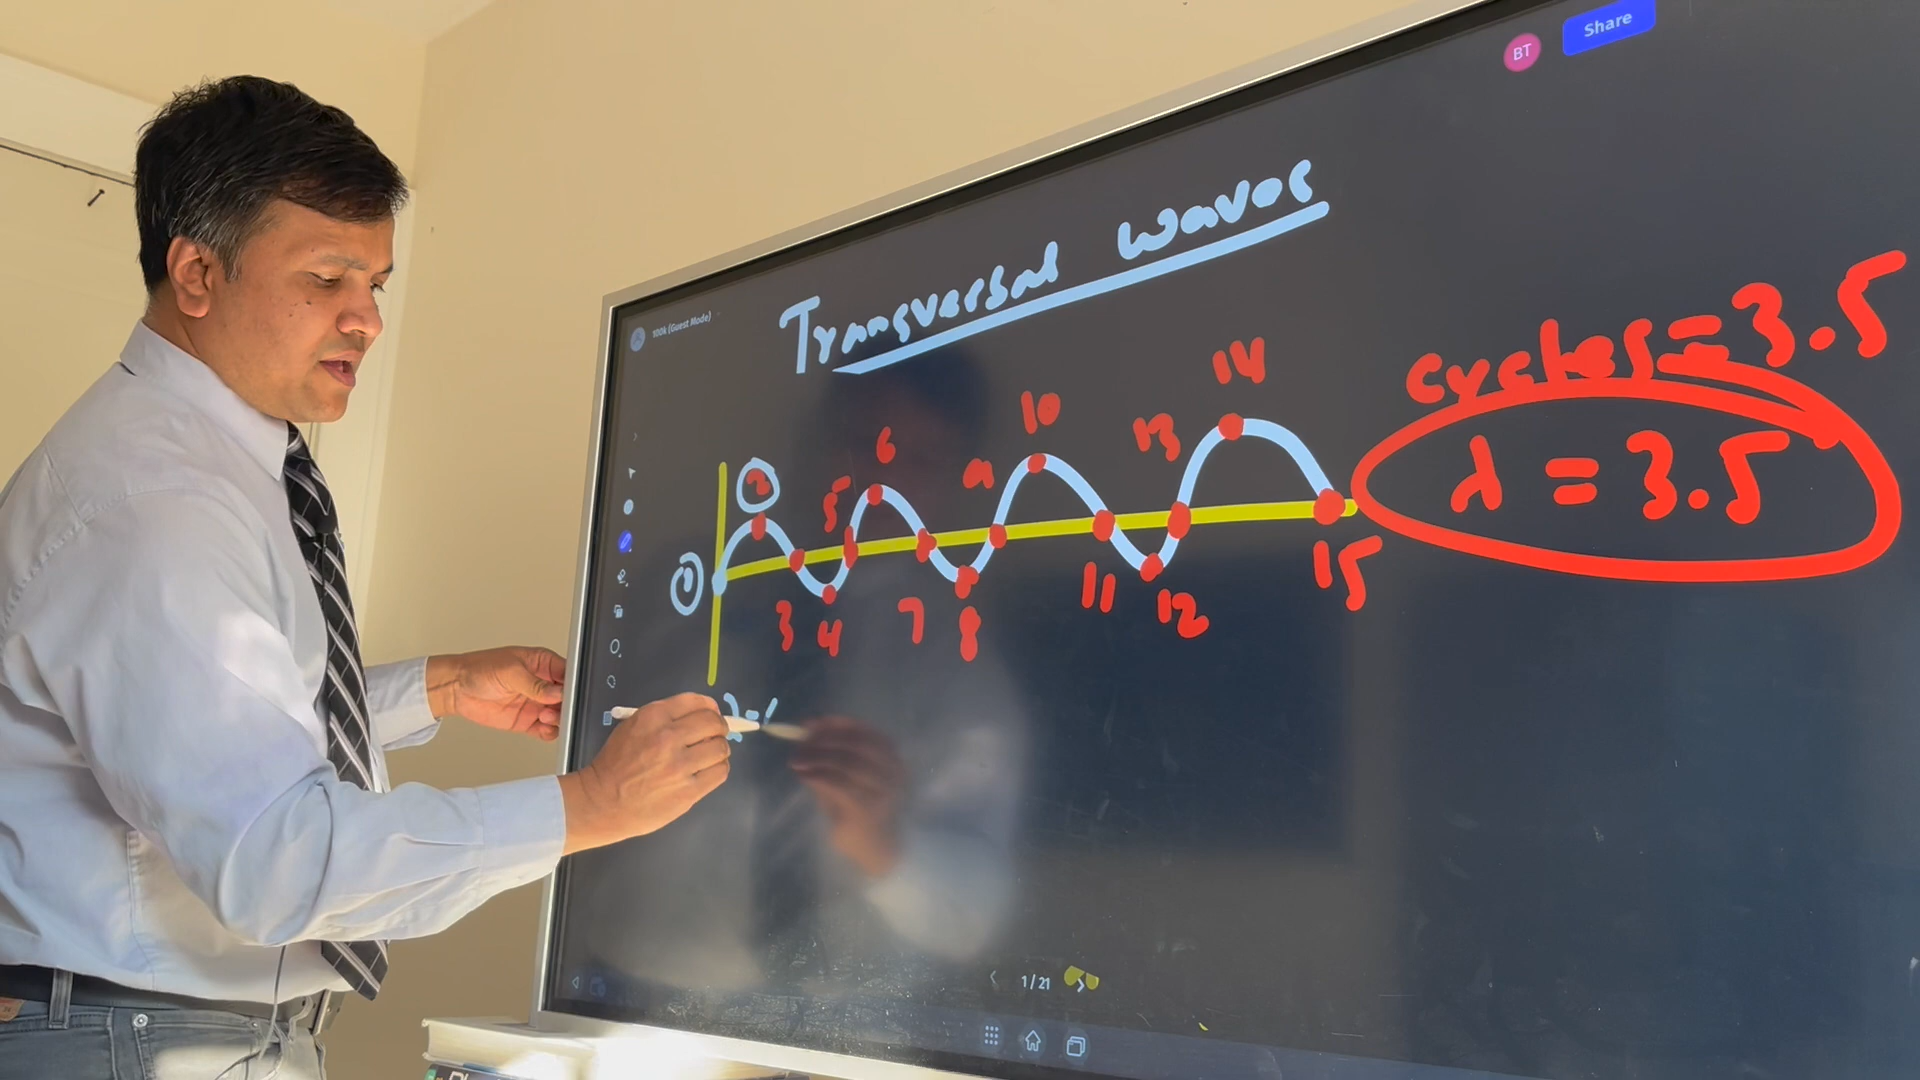 BT
Share
100k (Guest Mode)
Transversal waves
cycles = 3.5
λ = 3.5
14
10
13
6
9
5
2
1
3
4
7
8
11
12
15
λ=
1/21